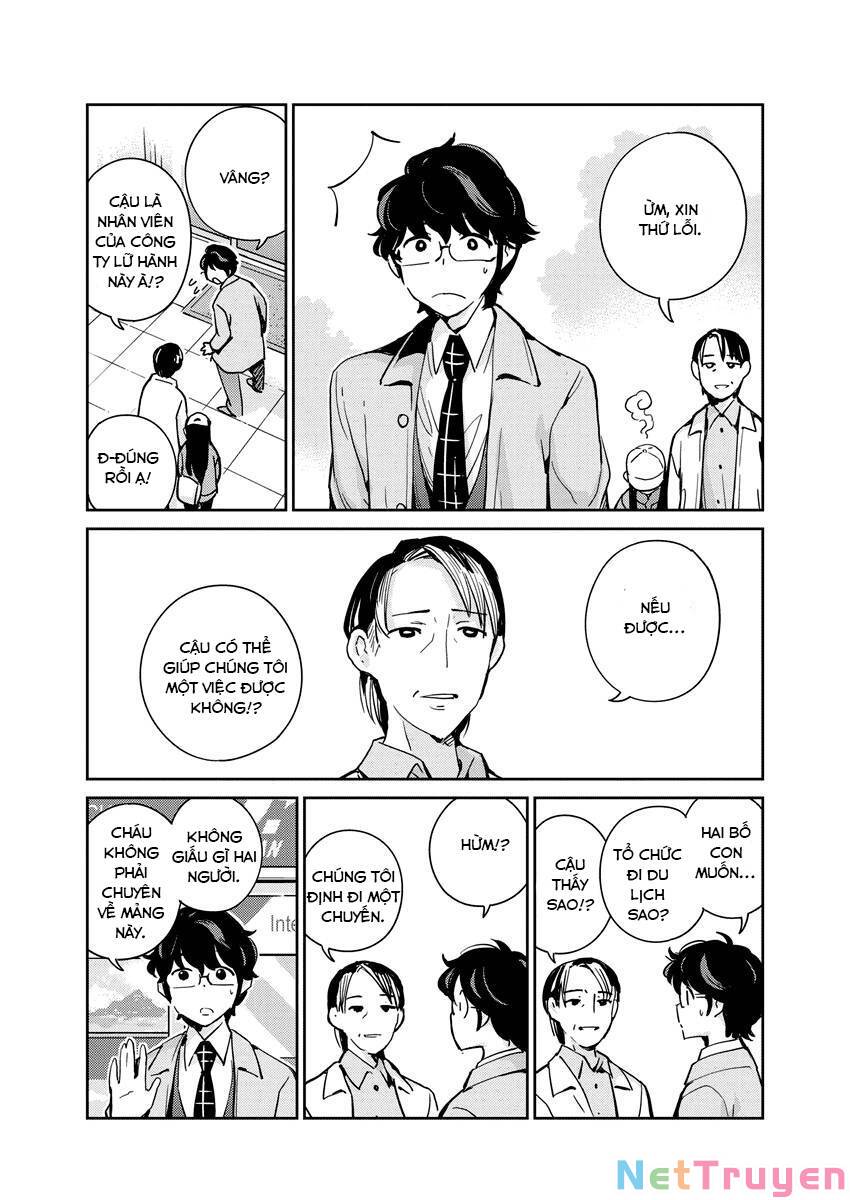 ỪM, XIN
THỨ LỖI.
VÂNG?
CẬU LÀ
NHÂN VIÊN
CỦA CÔNG
TY LỮ HÀNH
NÀY À!?
Đ-ĐÚNG
RỒI Ạ!
NẾU
ĐƯỢC...
CẬU CÓ THỂ
GIÚP CHÚNG TÔI
MỘT VIỆC ĐƯỢC
KHÔNG!?
HAI BỐ
CON
MUỐN...
TỔ CHỨC
ĐI DU
LỊCH
SAO?
CẬU
THẤY
SAO!?
HỪM!?
CHÚNG TÔI
ĐỊNH ĐI MỘT
CHUYẾN.
KHÔNG
GIẤU GÌ HAI
NGƯỜI.
CHÁU
KHÔNG
PHẢI
CHUYÊN
VỀ MẢNG
NÀY.
AN
Inte
NetTruyen